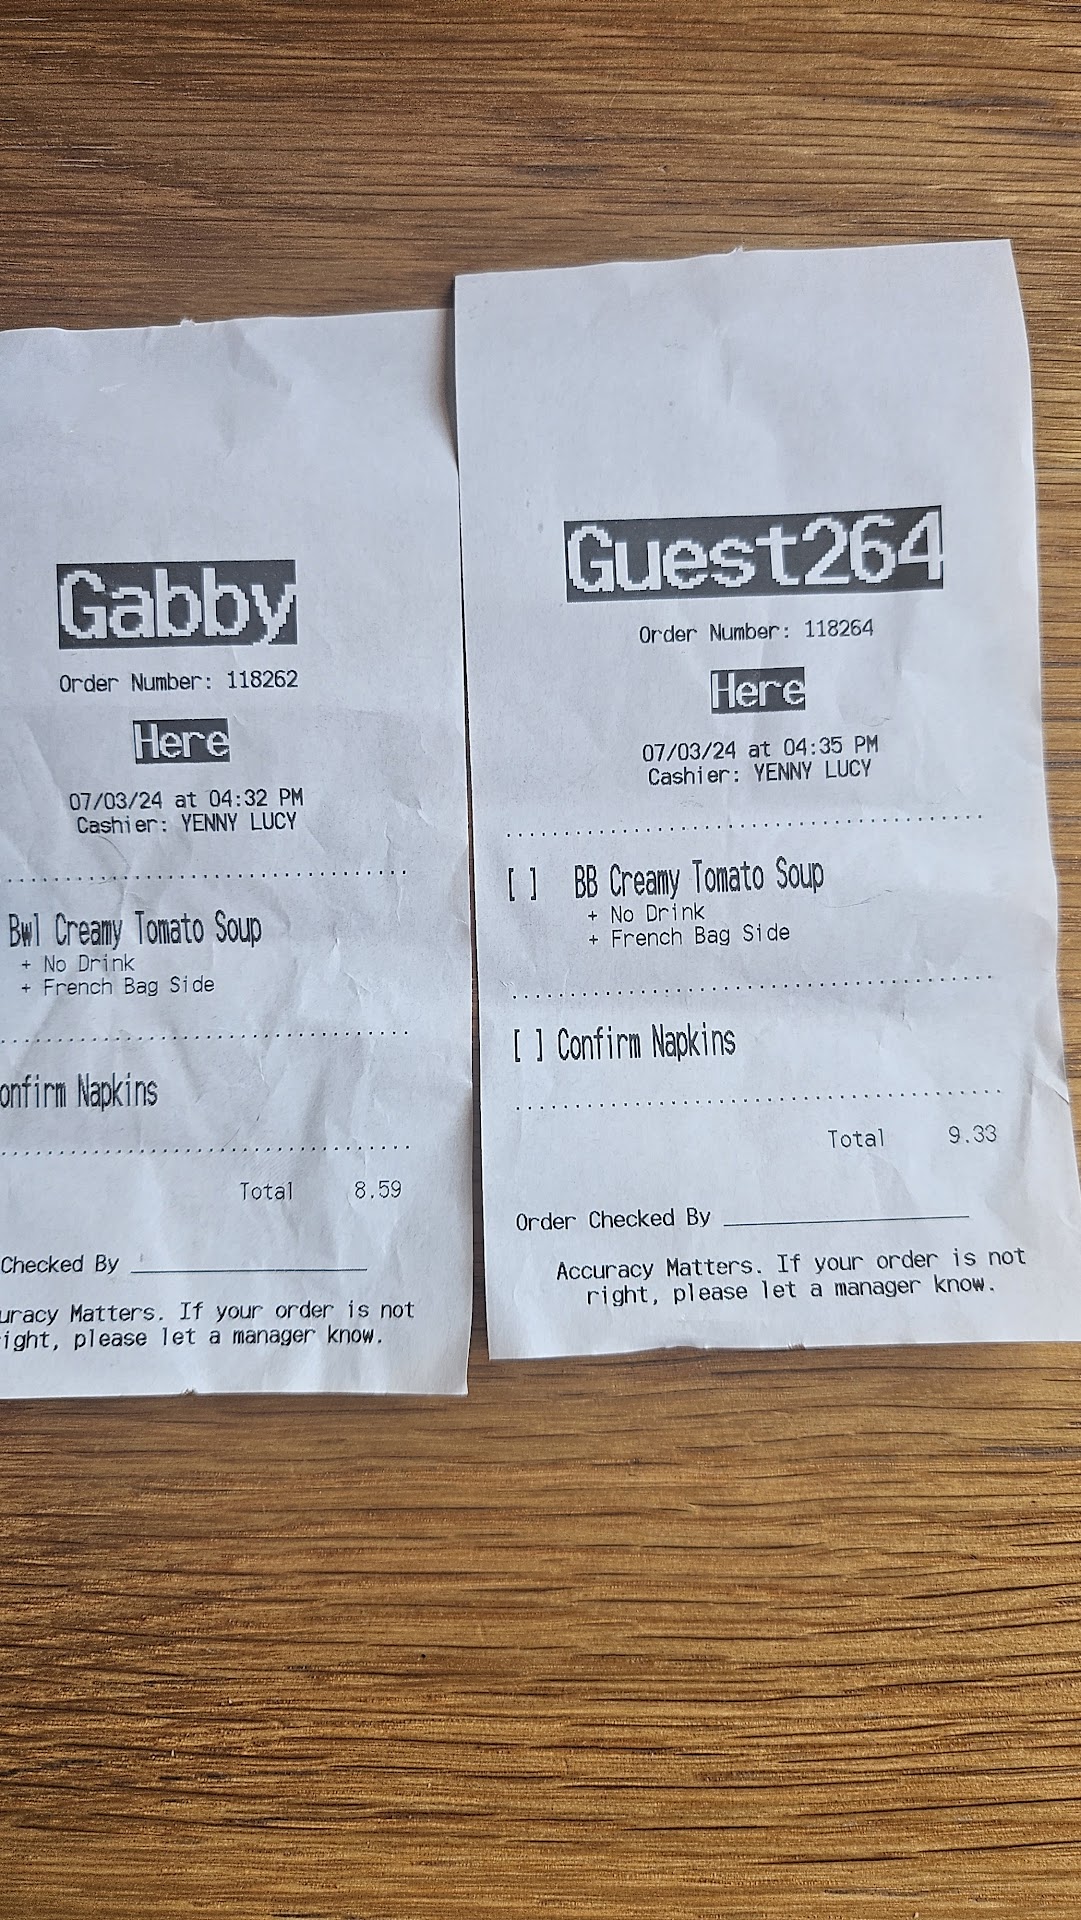 Gabby
Order Number: 118262
Here
07/03/24 at 04:32 PM
Cashier: YENNY LUCY
Bwl Creamy Tomato Soup
+ No Drink
+ French Bag Side
onfirm Napkins
Total 8.59
Checked By
uracy Matters. If your order is not
ight, please let a manager know.
Guest264
Order Number: 118264
Here
07/03/24 at 04:35 PM
Cashier: YENNY LUCY
[ ] BB Creamy Tomato Soup
+ No Drink
+ French Bag Side
[ ] Confirm Napkins
Total 9.33
Order Checked By
Accuracy Matters. If your order is not
right, please let a manager know.